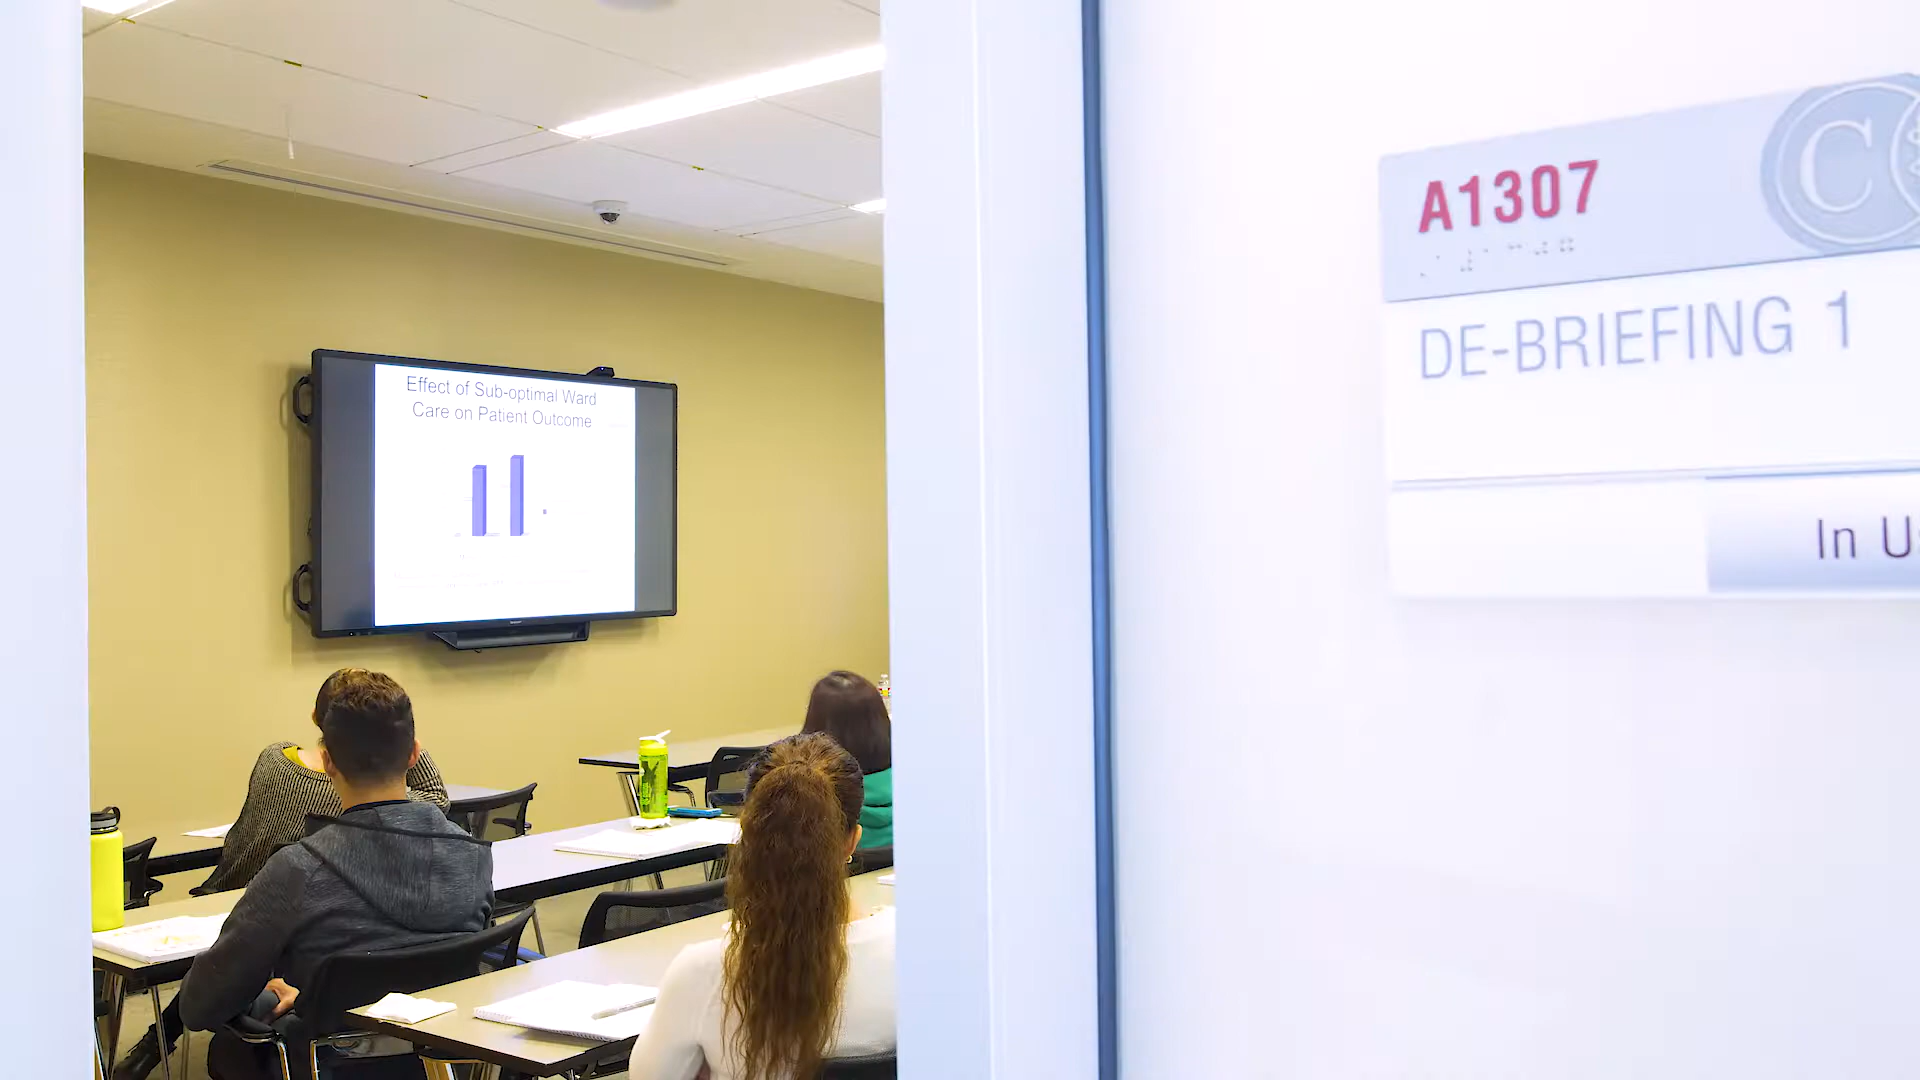 Effect of Sub-optimal Ward
Care on Patient Outcome
A1307
C
DE-BRIEFING 1
In U